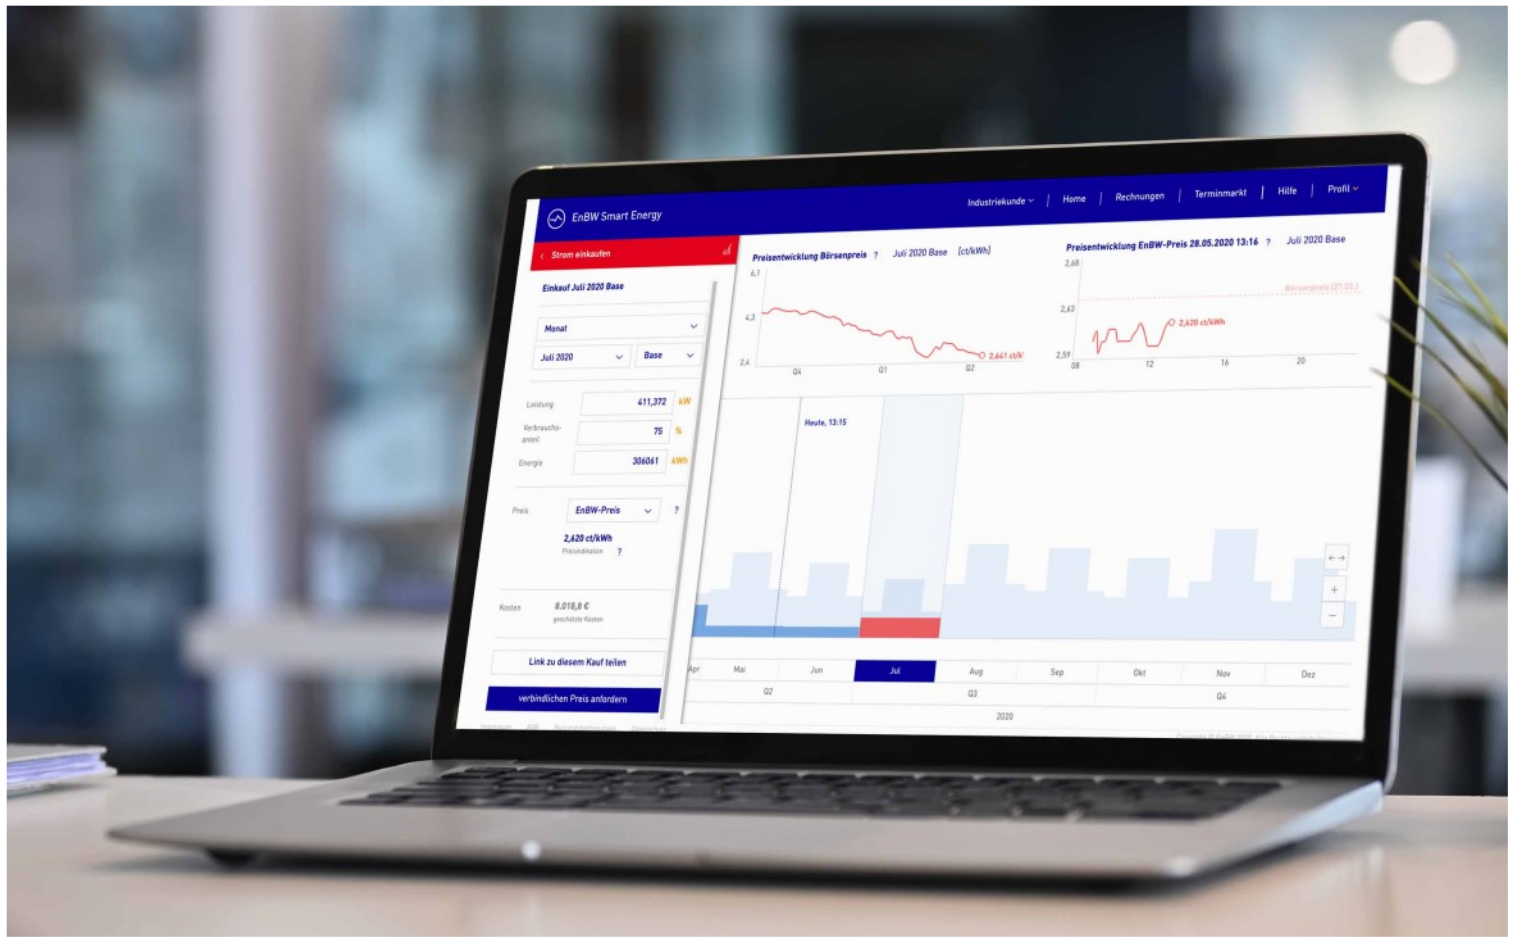 EnBW Smart Energy
Industriekunde
Home
Rechnungen
Terminmarkt
Hilfe
Profil
Strom einkaufen
Einkauf Juli 2020 Base
Monat
Juli 2020
Base
Leistung
411,372
kW
Verbrauchs-
anteil
75
%
Energie
306061
kWh
Preis
EnBW-Preis
?
2,620 ct/kWh
Preisindikation
?
Kosten
8.018,8 €
geschätzte Kosten
Link zu diesem Kauf teilen
verbindlichen Preis anfordern
Preisentwicklung Börsenpreis ? Juli 2020 Base [ct/kWh]
6,1
4,3
2,4
2,641 ct/k
Q4
Q1
Q2
Preisentwicklung EnBW-Preis 28.05.2020 13:16 ? Juli 2020 Base
2,68
Börsenpreis (27.05.)
2,63
2,620 ct/kWh
2,59
08
12
16
20
Heute, 13:15
+
−
Apr
Mai
Jun
Jul
Aug
Sep
Okt
Nov
Dez
Q2
Q3
Q4
2020